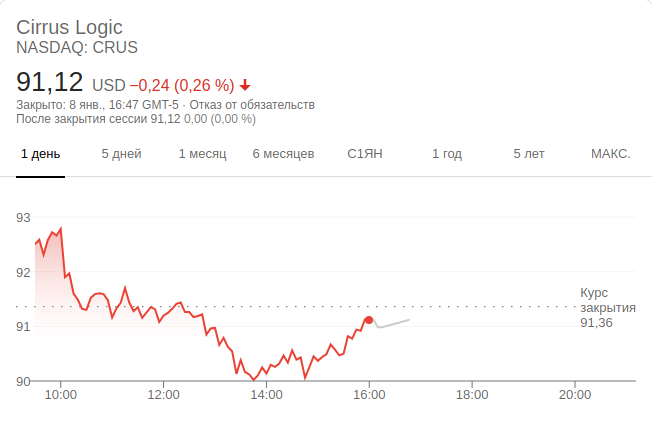 Cirrus Logic
NASDAQ: CRUS
91,12 USD −0,24 (0,26 %)
Закрыто: 8 янв., 16:47 GMT-5 · Отказ от обязательств
После закрытия сессии 91,12 0,00 (0,00 %)
1 день 5 дней 1 месяц 6 месяцев С1ЯН 1 год 5 лет МАКС.
93
92
Курс
закрытия
91,36
91
90
10:00 12:00 14:00 16:00 18:00 20:00